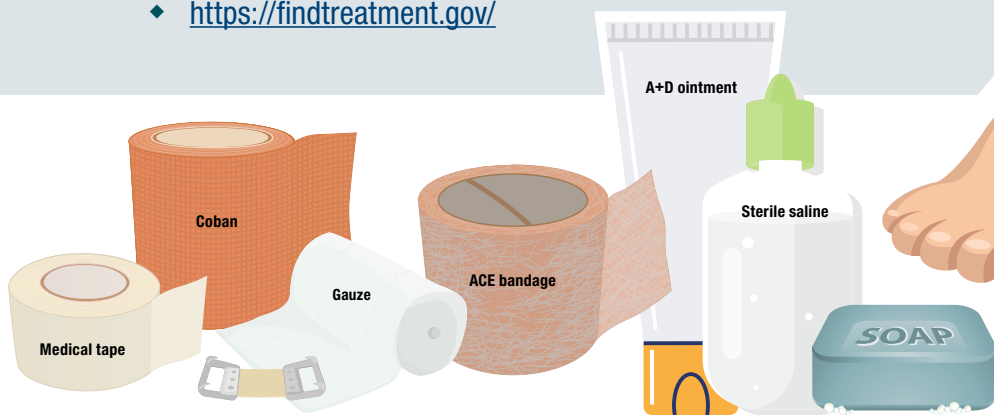 https://findtreatment.gov/
A+D ointment
Coban
Sterile saline
ACE bandage
Gauze
SOAP
Medical tape